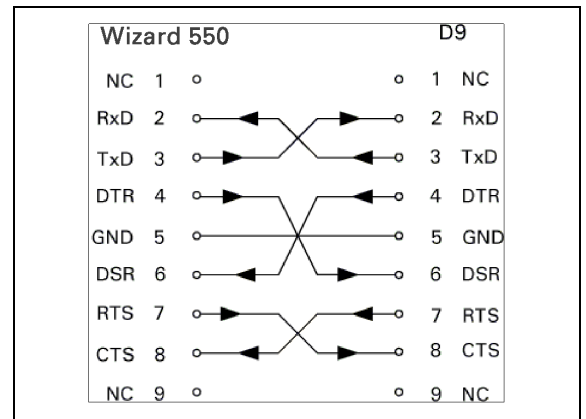 Wizard 550 D9
NC 1 1 NC
RxD 2 2 RxD
TxD 3 3 TxD
DTR 4 4 DTR
GND 5 5 GND
DSR 6 6 DSR
RTS 7 7 RTS
CTS 8 8 CTS
NC 9 9 NC